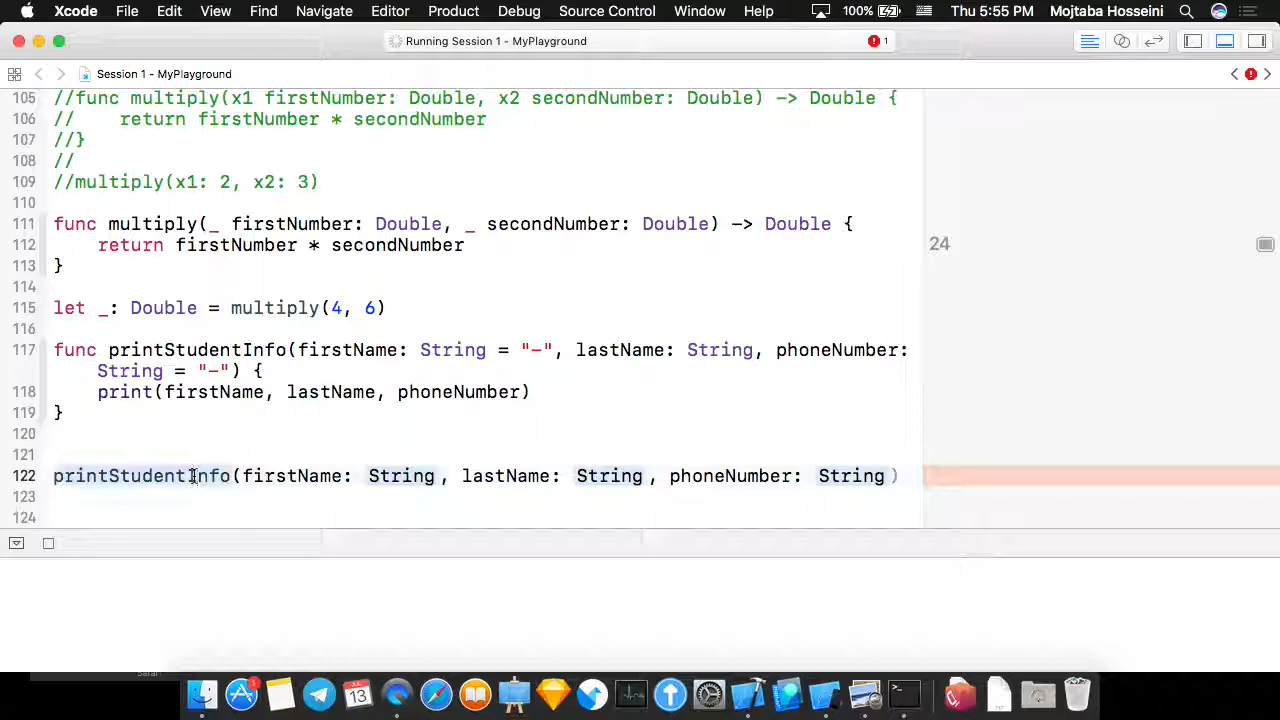 Xcode File Edit View Find Navigate Editor Product Debug Source Control Window Help 100% Thu 5:55 PM Mojtaba Hosseini
Running Session 1 - MyPlayground 1
Session 1 - MyPlayground
105 //func multiply(x1 firstNumber: Double, x2 secondNumber: Double) -> Double {
106 //    return firstNumber * secondNumber
107 //}
108 //
109 //multiply(x1: 2, x2: 3)
110
111 func multiply(_ firstNumber: Double, _ secondNumber: Double) -> Double {
112     return firstNumber * secondNumber 24
113 }
114
115 let _: Double = multiply(4, 6)
116
117 func printStudentInfo(firstName: String = "-", lastName: String, phoneNumber:
String = "-") {
118     print(firstName, lastName, phoneNumber)
119 }
120
121
122 printStudentInfo(firstName: String, lastName: String, phoneNumber: String)
123
124
JUL
13
1